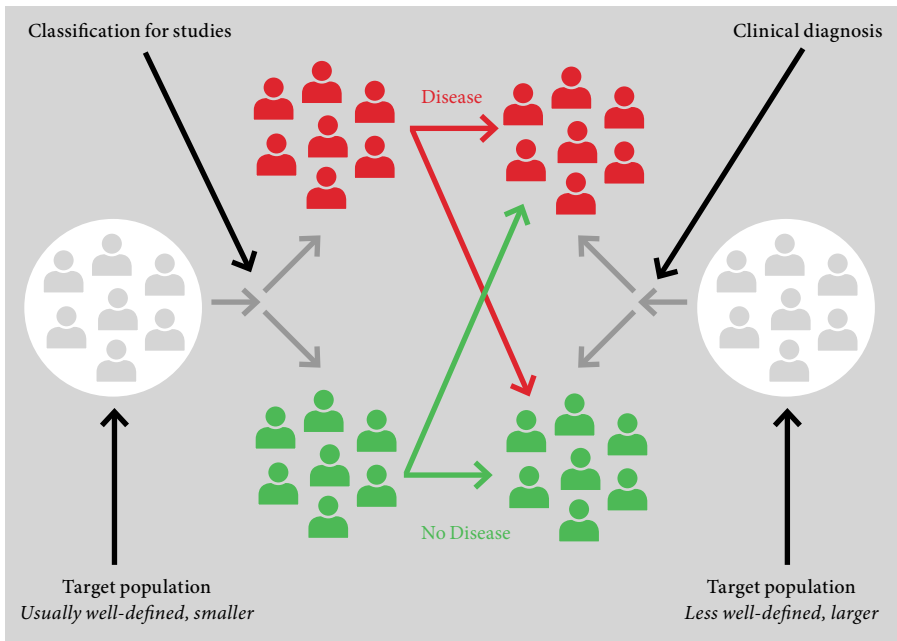 Classification for studies
Clinical diagnosis
Disease
No Disease
Target population
Usually well-defined, smaller
Target population
Less well-defined, larger